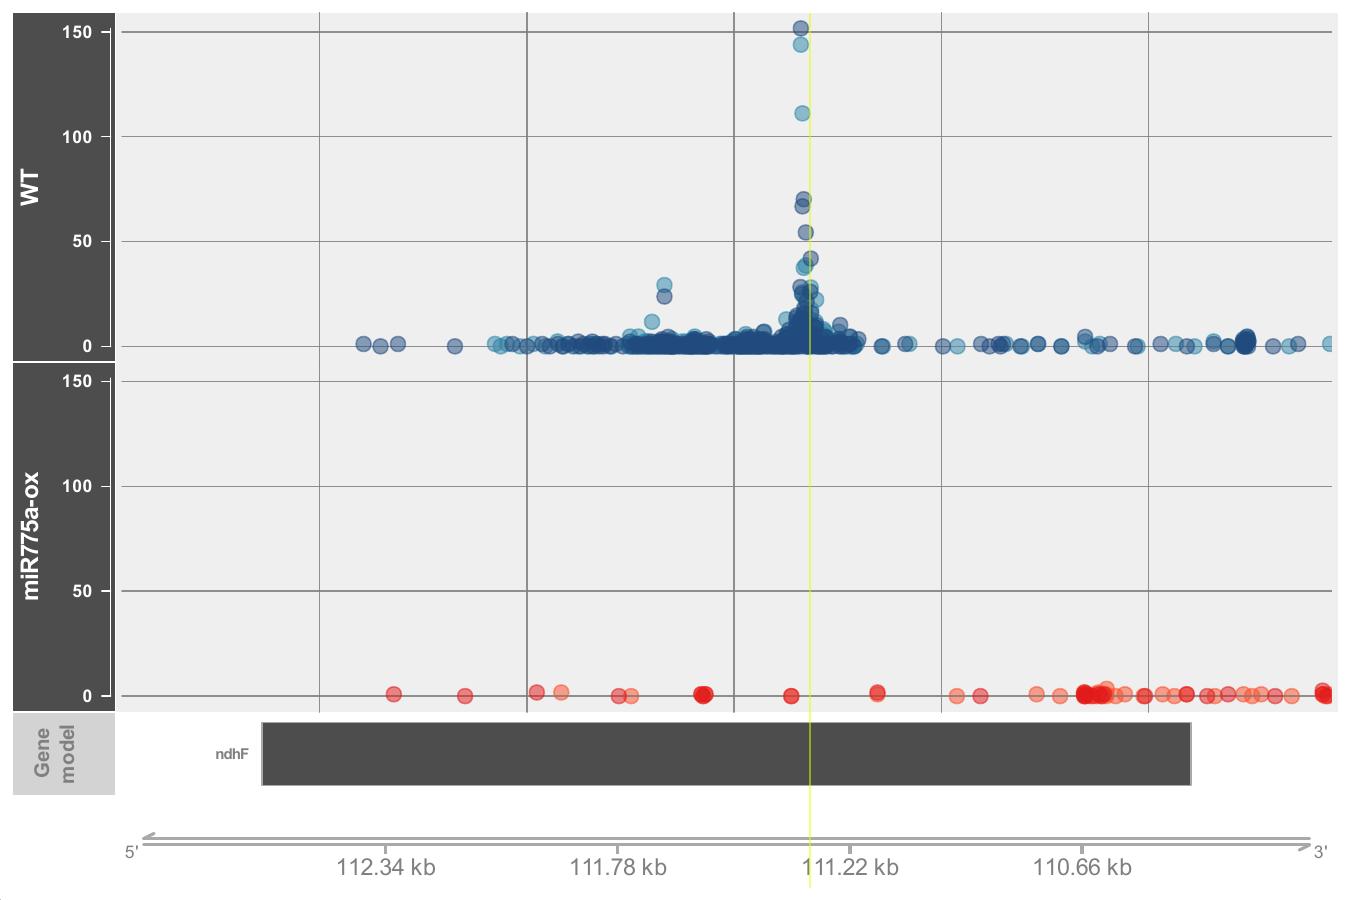 150
100
50
0
WT
150
100
50
0
miR775a-ox
Gene
model
ndhF
5'
3'
112.34 kb
111.78 kb
111.22 kb
110.66 kb